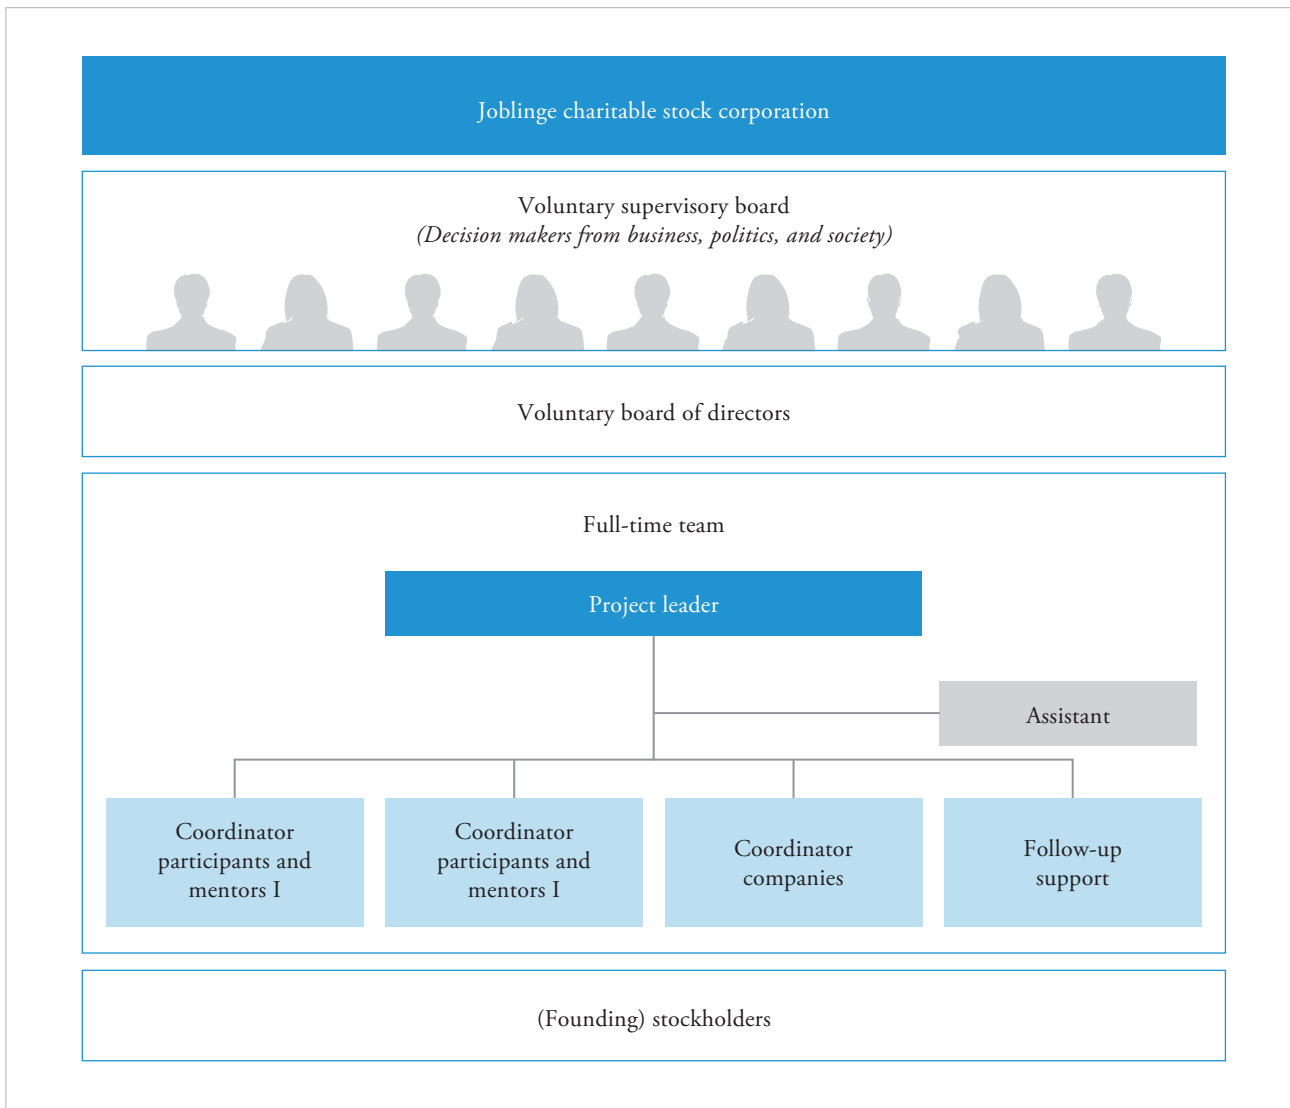 Joblinge charitable stock corporation
Voluntary supervisory board
(Decision makers from business, politics, and society)
Voluntary board of directors
Full-time team
Project leader
Assistant
Coordinator
participants and
mentors I
Coordinator
participants and
mentors I
Coordinator
companies
Follow-up
support
(Founding) stockholders